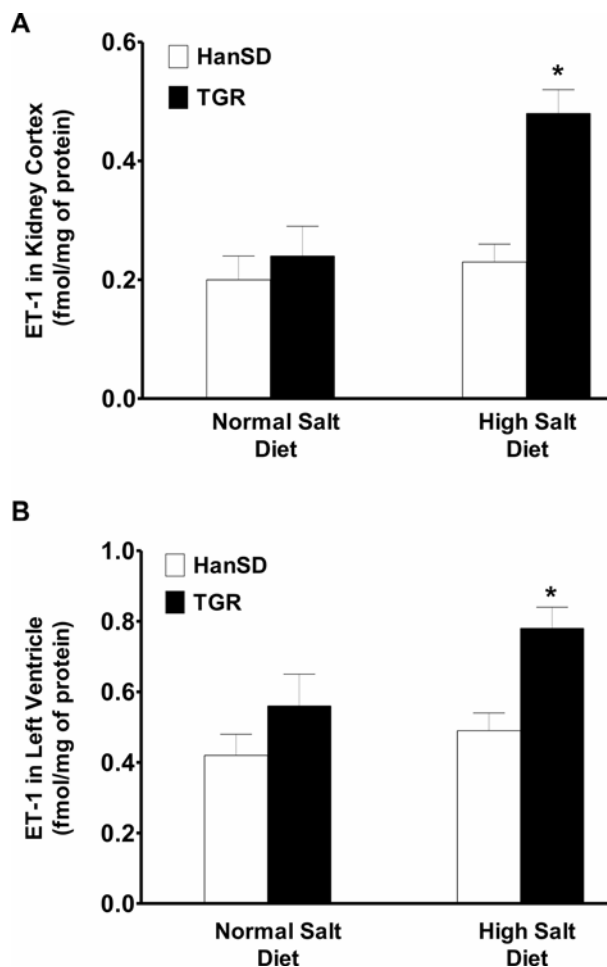 A
ET-1 in Kidney Cortex
(fmol/mg of protein)
0.6
0.4
0.2
0.0
HanSD
TGR
*
Normal Salt
Diet
High Salt
Diet
B
ET-1 in Left Ventricle
(fmol/mg of protein)
1.0
0.8
0.6
0.4
0.2
0.0
HanSD
TGR
*
Normal Salt
Diet
High Salt
Diet